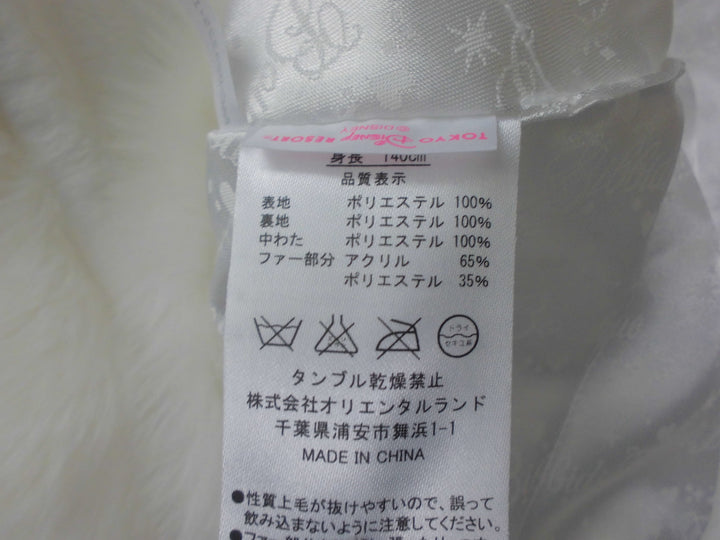 TOKYO Disney RESORT
© DISNEY
身長 140cm
品質表示
表地 ポリエステル 100%
裏地 ポリエステル 100%
中わた ポリエステル 100%
ファー部分 アクリル 65%
ポリエステル 35%
ドライ
セキユ系
タンブル乾燥禁止
株式会社オリエンタルランド
千葉県浦安市舞浜1-1
MADE IN CHINA
●性質上毛が抜けやすいので、誤って
飲み込まないように注意してください。